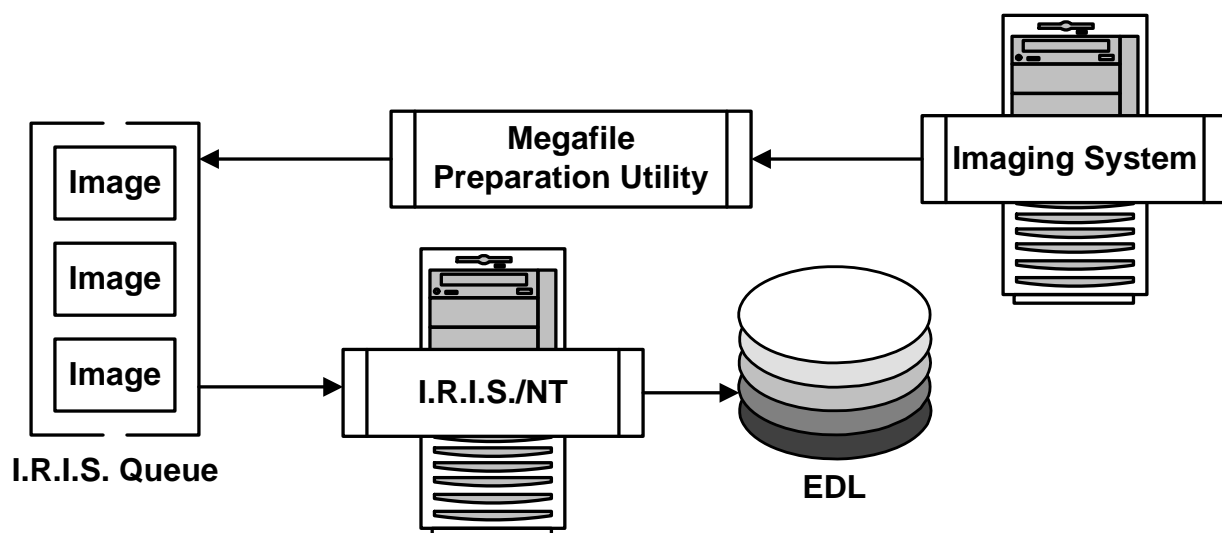 Imaging System
Megafile
Preparation Utility
Image
Image
Image
I.R.I.S. Queue
I.R.I.S./NT
EDL